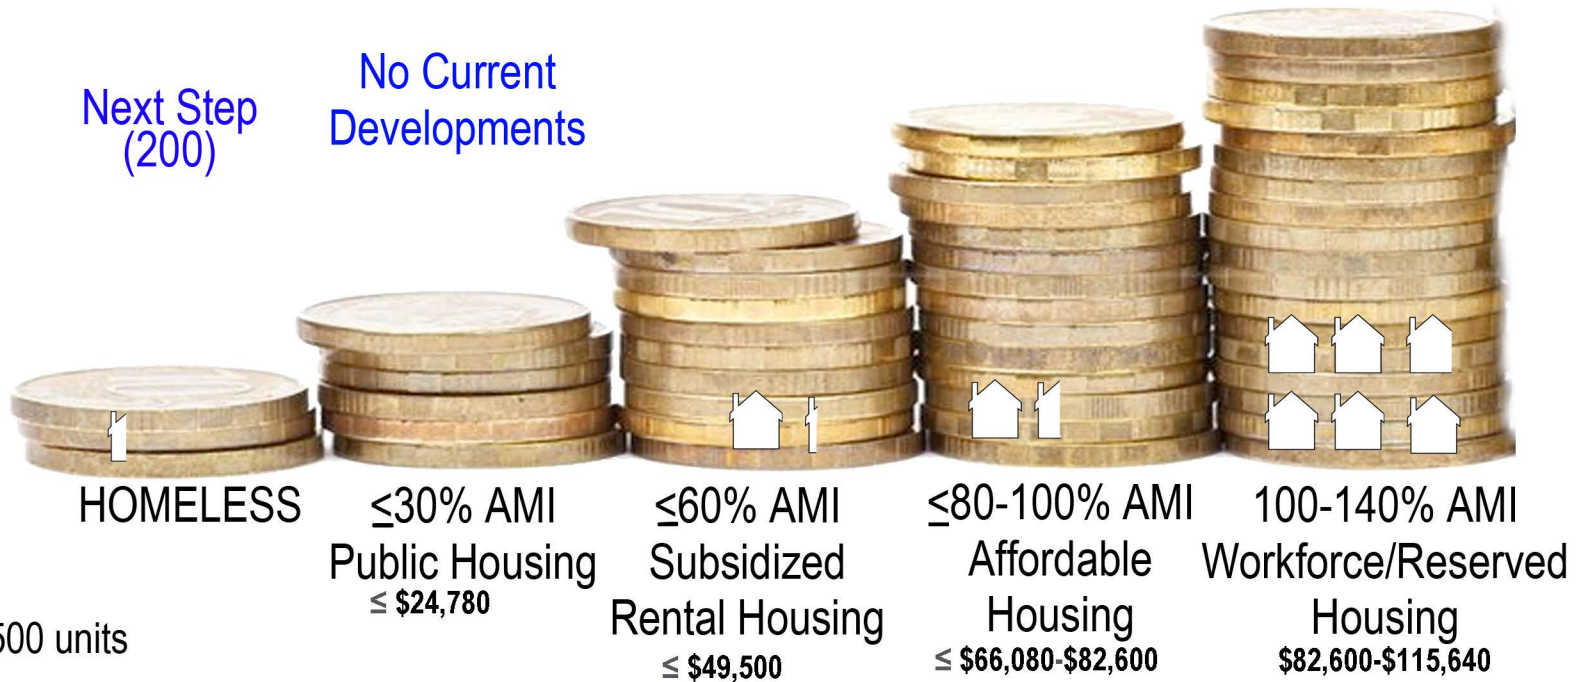 Next Step
(200)
No Current
Developments
HOMELESS
≤30% AMI
Public Housing
≤ $24,780
≤60% AMI
Subsidized
Rental Housing
≤ $49,500
≤80-100% AMI
Affordable
Housing
≤ $66,080-$82,600
100-140% AMI
Workforce/Reserved
Housing
$82,600-$115,640
500 units